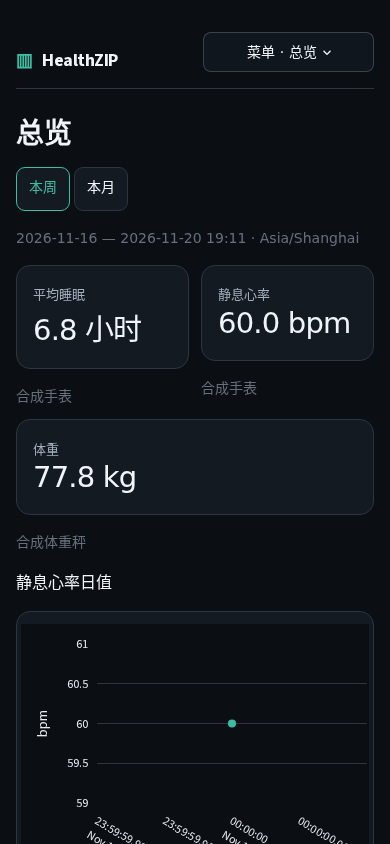 HealthZIP
菜单 · 总览
总览
本周 本月
2026-11-16 — 2026-11-20 19:11 · Asia/Shanghai
平均睡眠
6.8 小时
合成手表
静息心率
60.0 bpm
合成手表
体重
77.8 kg
合成体重秤
静息心率日值
61
60.5
60
59.5
59
bpm
23:59:59
23:59:59
00:00:00
00:00:00
Nov
Nov